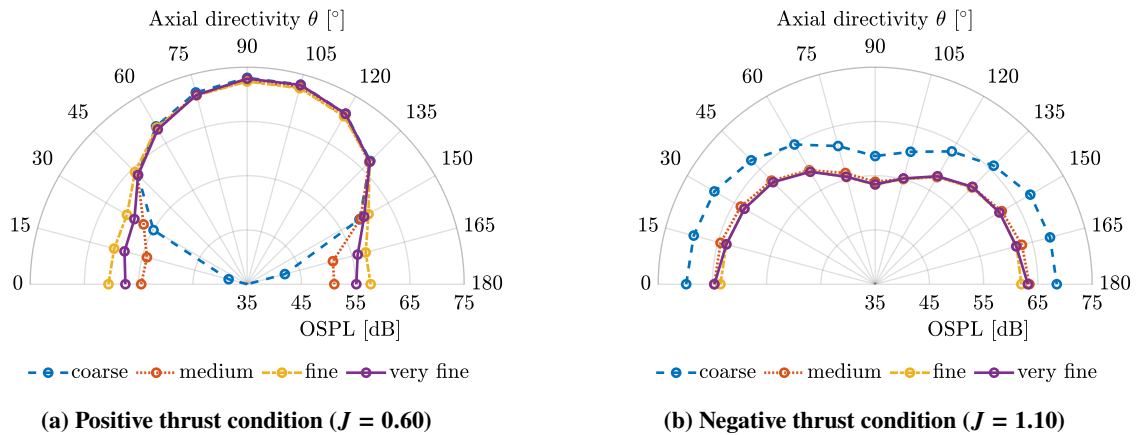 Axial directivity θ [°]
90
75
105
60
120
45
135
30
150
15
165
0
180
35
45
55
65
75
OSPL [dB]
coarse
medium
fine
very fine
(a) Positive thrust condition (J = 0.60)
Axial directivity θ [°]
90
75
105
60
120
45
135
30
150
15
165
0
180
35
45
55
65
75
OSPL [dB]
coarse
medium
fine
very fine
(b) Negative thrust condition (J = 1.10)